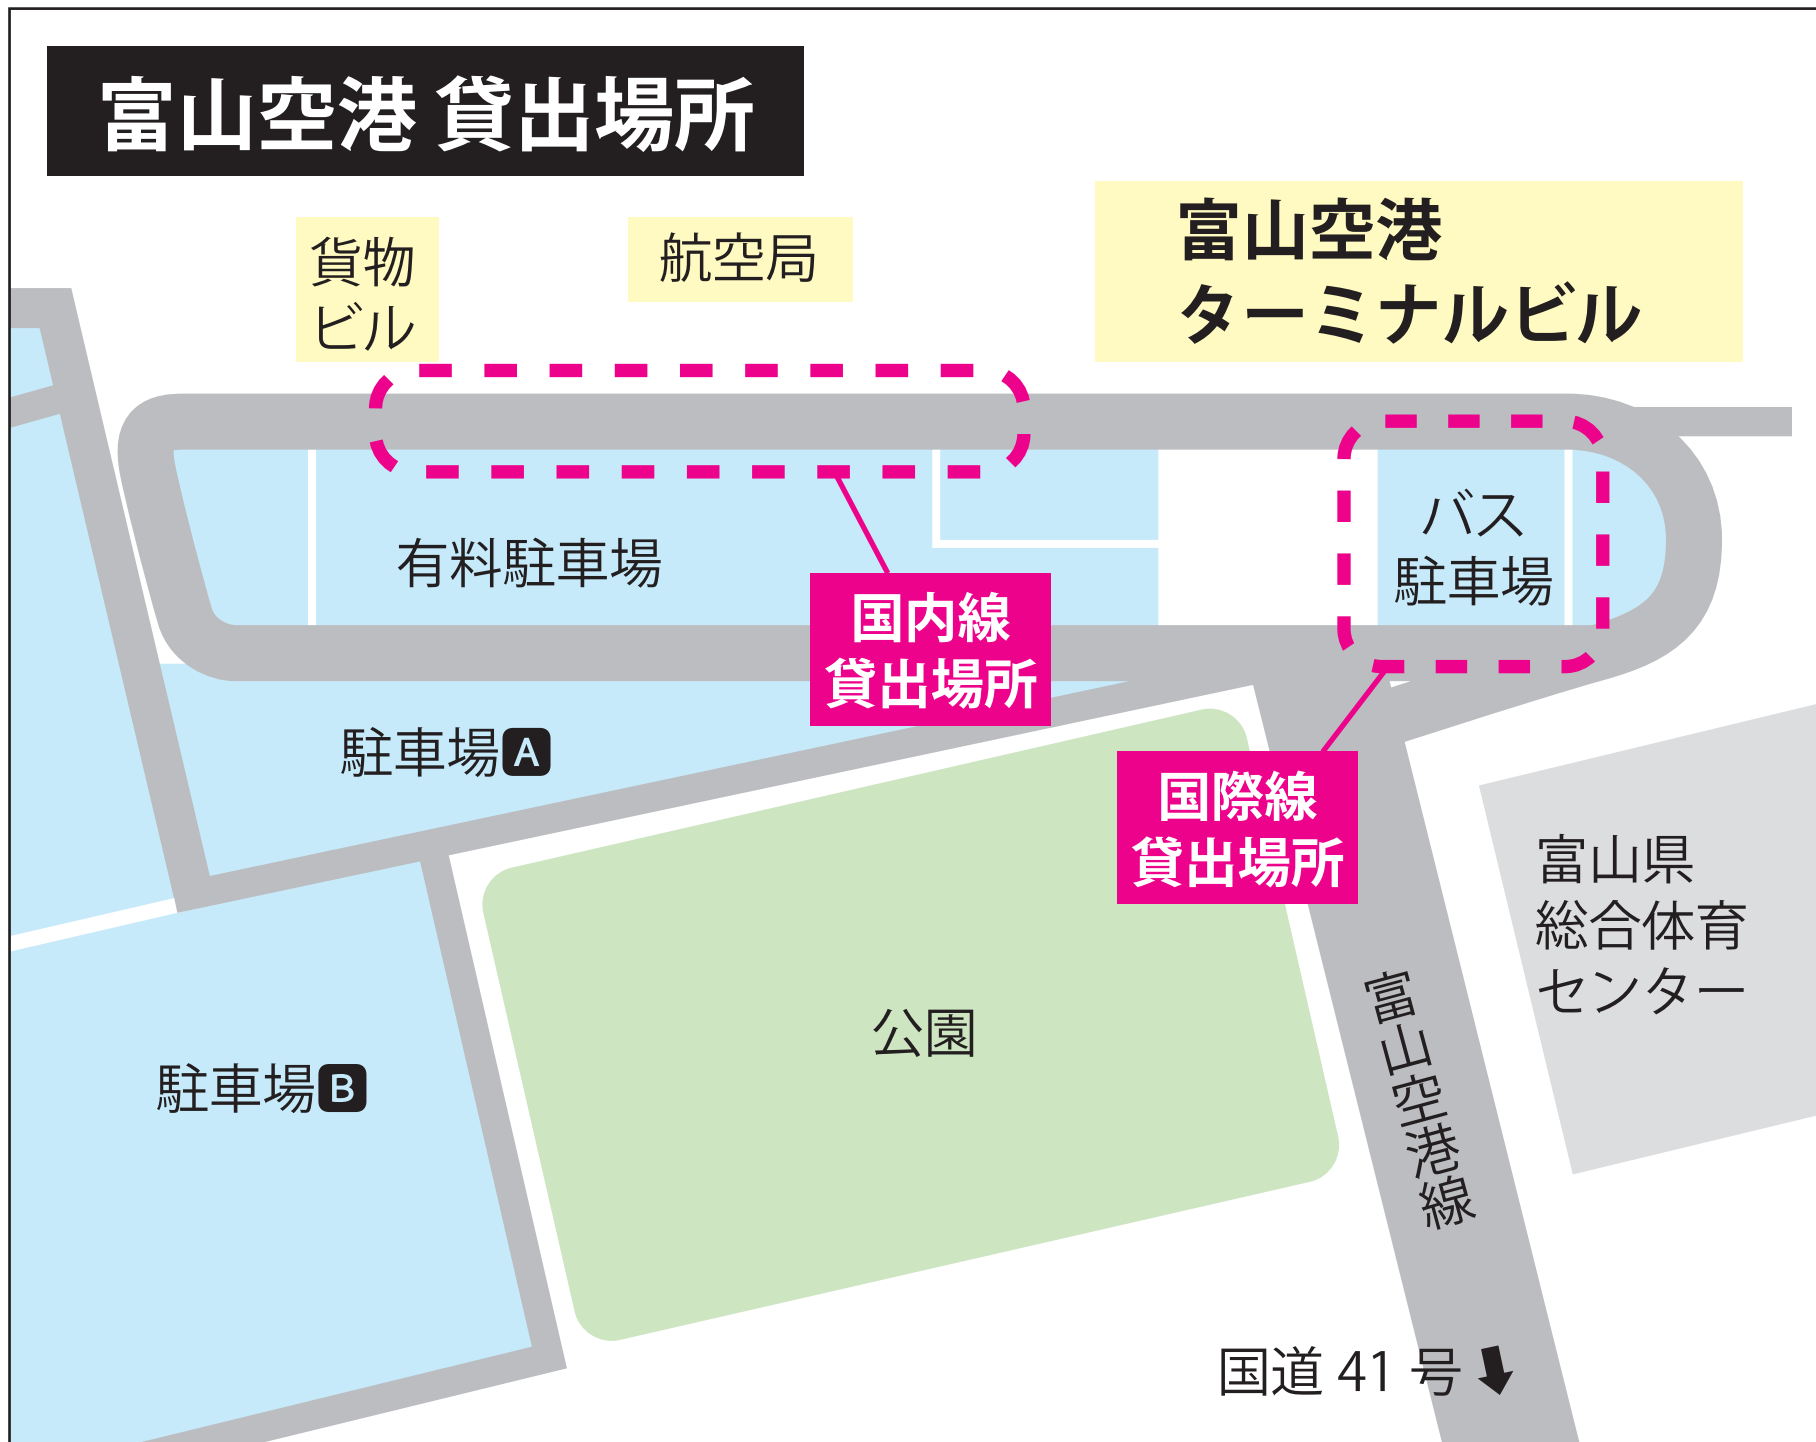 富山空港 貸出場所
貨物
ビル
航空局
富山空港
ターミナルビル
有料駐車場
バス
駐車場
国内線
貸出場所
駐車場A
国際線
貸出場所
富山県
総合体育
センター
公園
富山空港線
駐車場B
国道 41 号